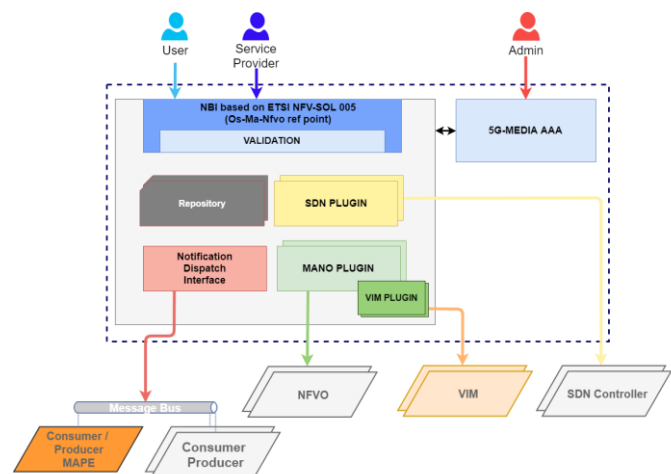 User
Service
Provider
Admin
NBI based on ETSI NFV-SOL 005
(Os-Ma-Nfvo ref point)
VALIDATION
5G-MEDIA AAA
Repository
SDN PLUGIN
Notification
Dispatch
Interface
MANO PLUGIN
VIM PLUGIN
NFVO
VIM
SDN Controller
Message Bus
Consumer /
Producer
MAPE
Consumer
Producer